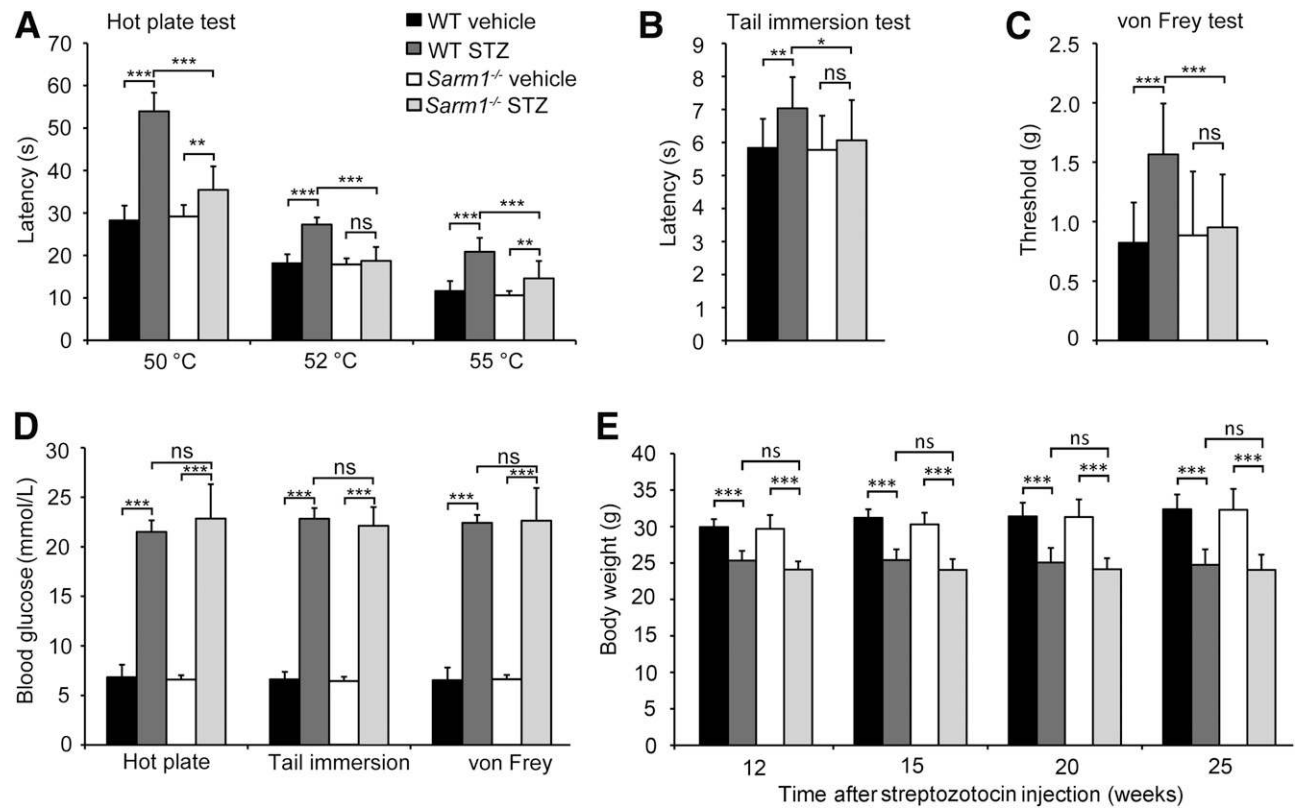 A
Hot plate test
WT vehicle
WT STZ
Sarm1-/- vehicle
Sarm1-/- STZ
Latency (s)
70
60
50
40
30
20
10
0
***
***
**
***
***
ns
***
***
**
50 °C
52 °C
55 °C
B
Tail immersion test
Latency (s)
9
8
7
6
5
4
3
2
1
0
**
*
ns
C
von Frey test
Threshold (g)
2.5
2.0
1.5
1.0
0.5
0
***
***
ns
D
Blood glucose (mmol/L)
30
25
20
15
10
5
0
ns
***
***
ns
***
***
ns
***
***
Hot plate
Tail immersion
von Frey
E
Body weight (g)
40
35
30
25
20
15
10
5
0
ns
***
***
ns
***
***
ns
***
***
ns
***
***
12
15
20
25
Time after streptozotocin injection (weeks)